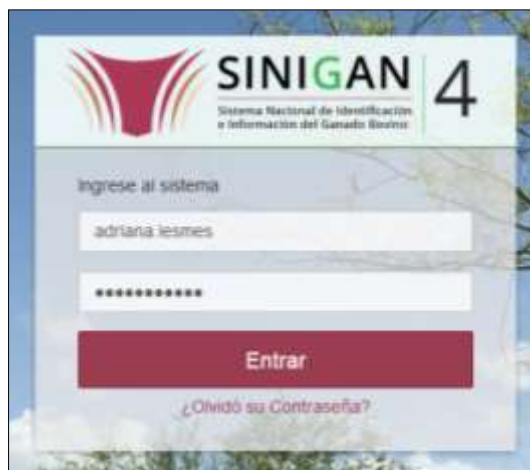 SINIGAN 4
Sistema Nacional de Identificación
e Información del Ganado Bovino
Ingrese al sistema
adriana lesmes
•••••••••••
Entrar
¿Olvidó su Contraseña?